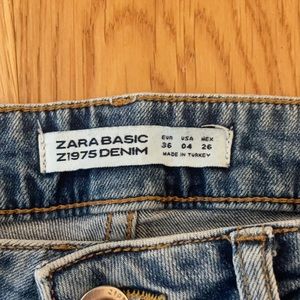 ZARA BASIC
Z1975 DENIM
EUR USA MEX
36 04 26
MADE IN TURKEY